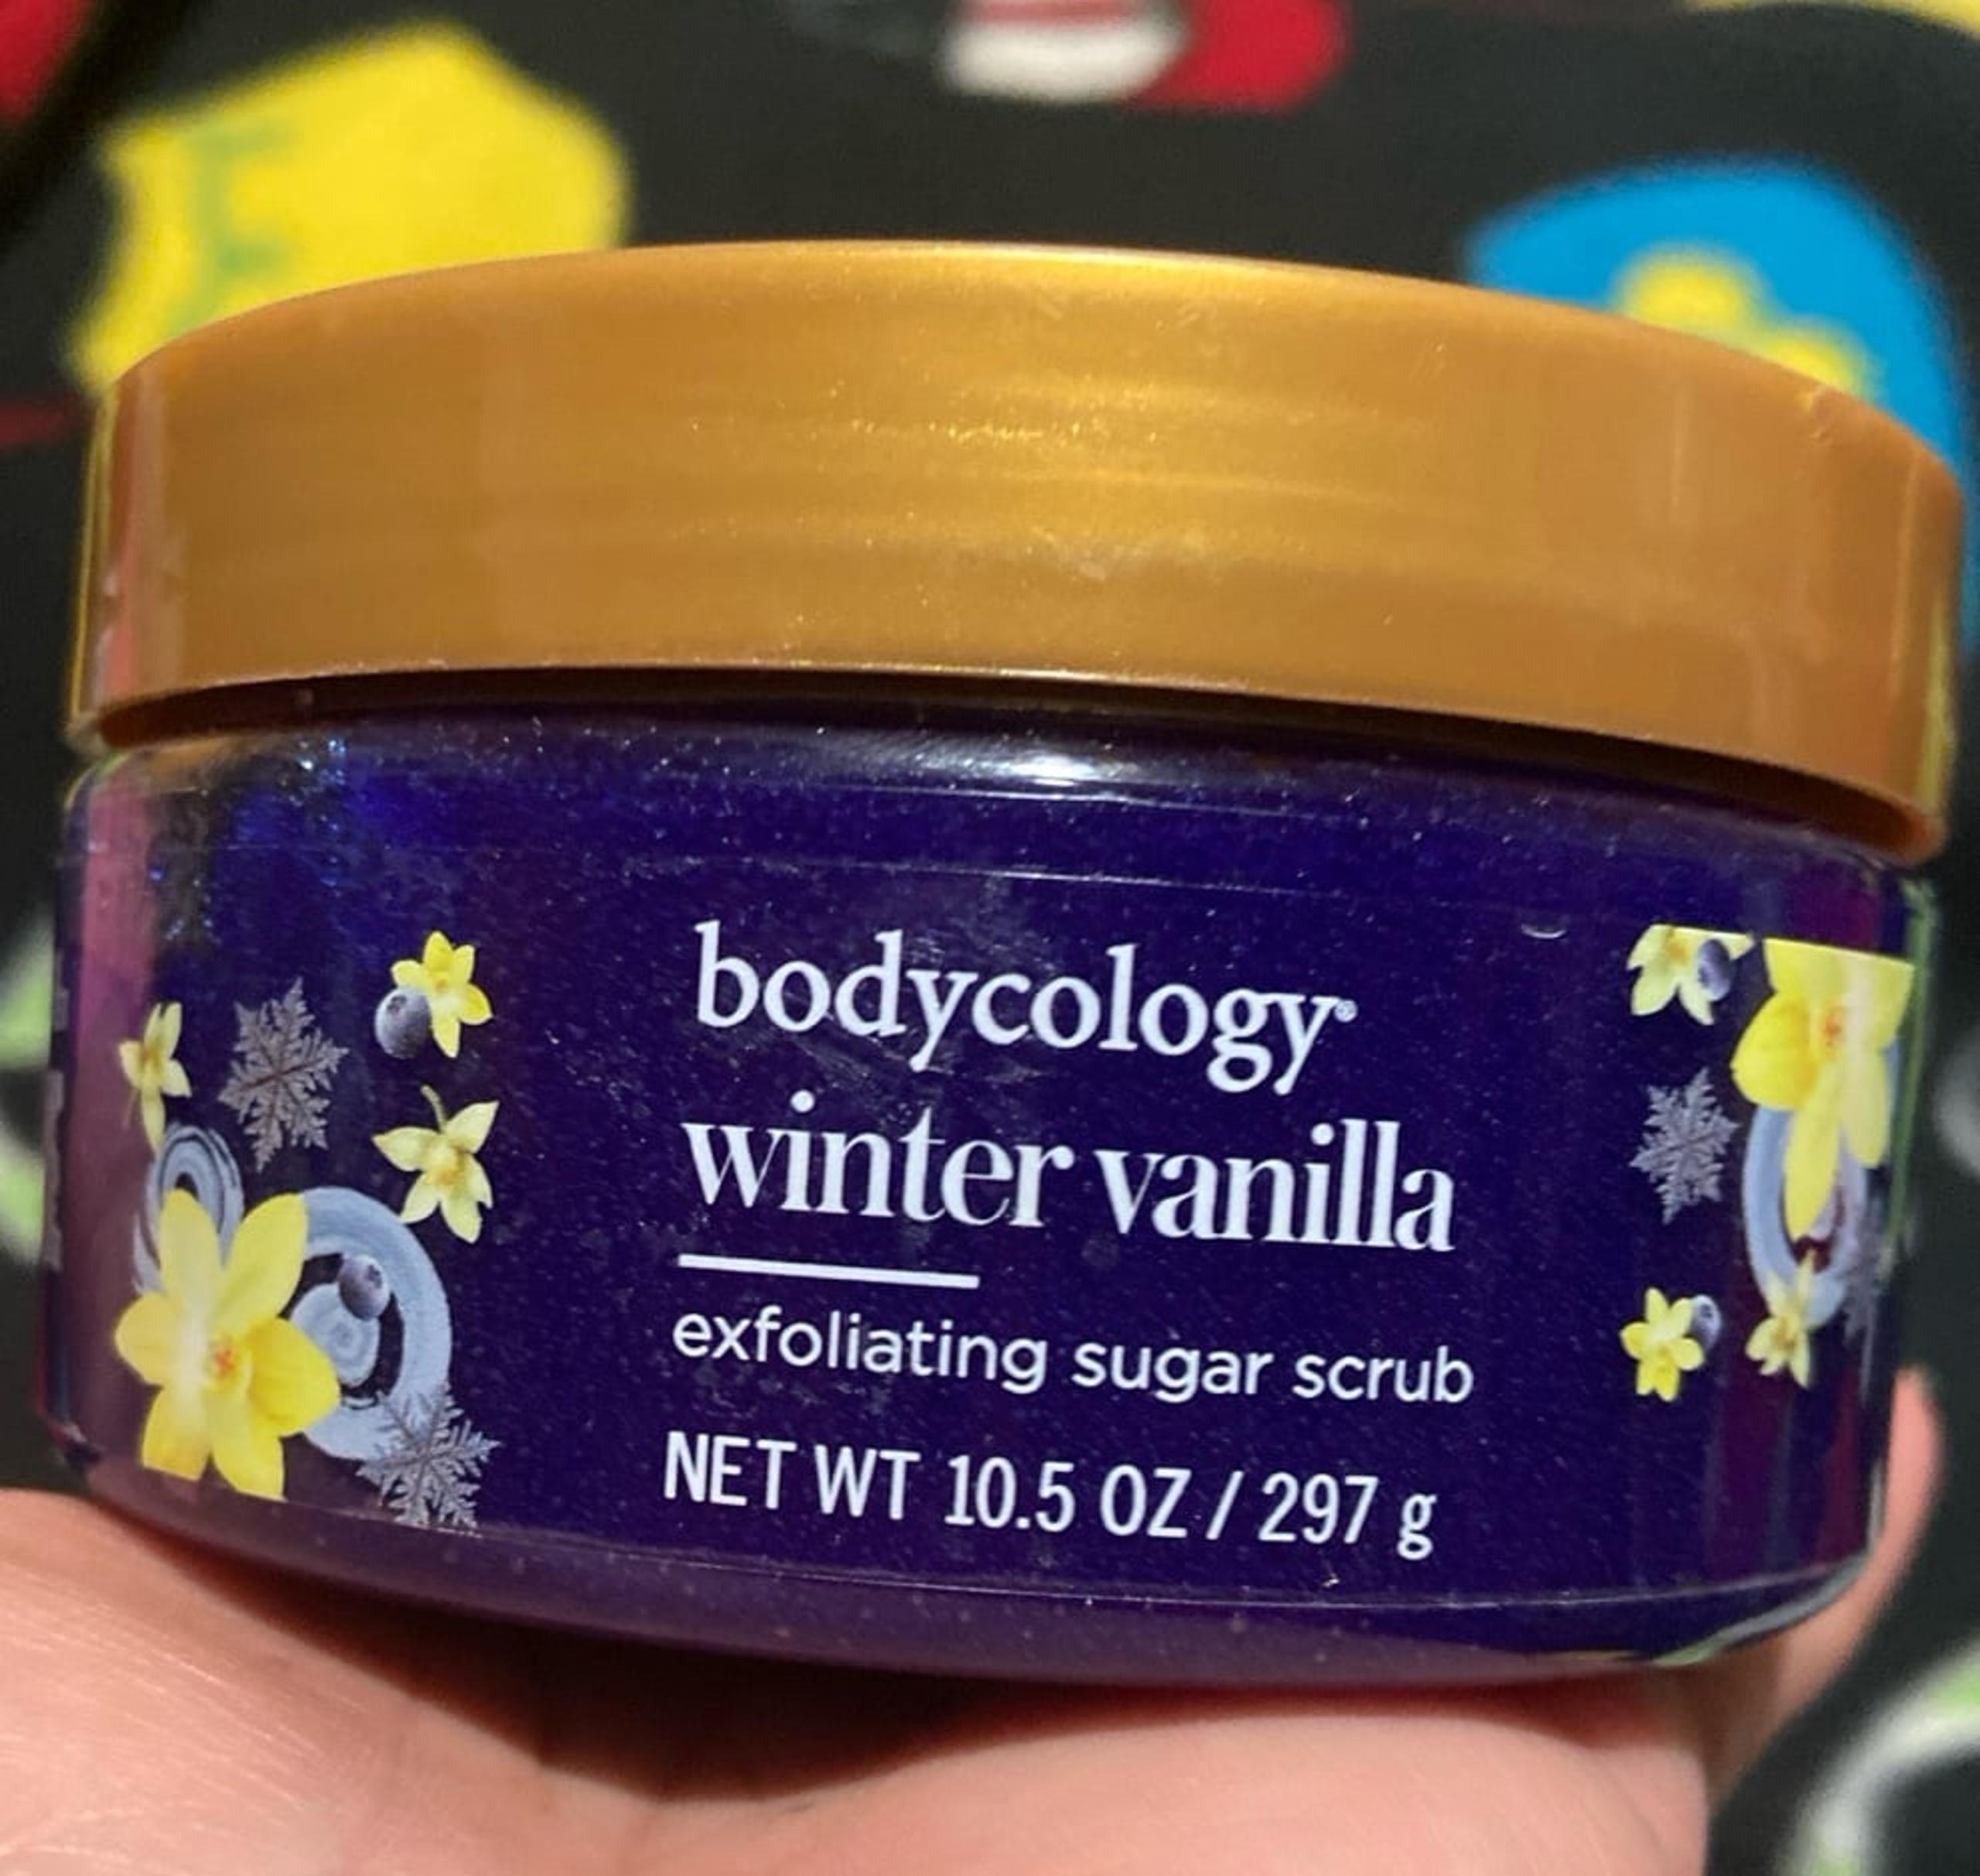 bodycology®
winter vanilla
exfoliating sugar scrub
NET WT 10.5 OZ / 297 g